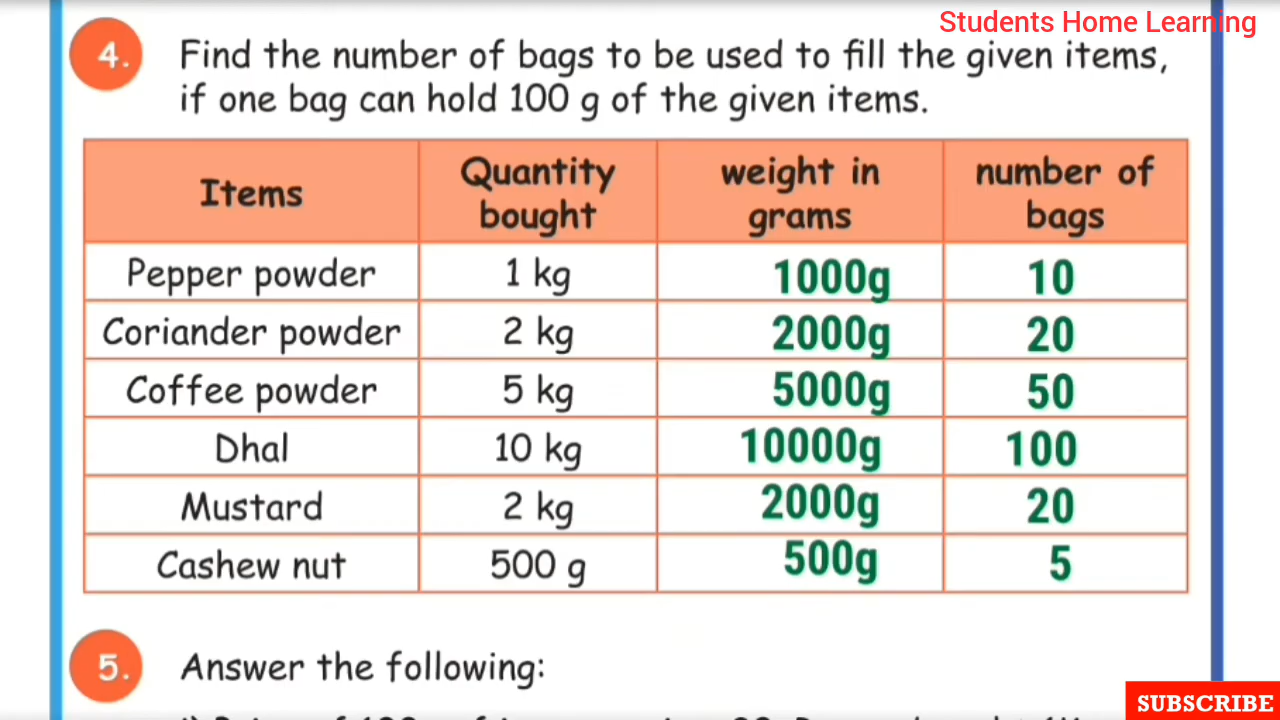 Students Home Learning
4. Find the number of bags to be used to fill the given items,
if one bag can hold 100 g of the given items.
Items Quantity bought weight in grams number of bags
Pepper powder 1 kg 1000g 10
Coriander powder 2 kg 2000g 20
Coffee powder 5 kg 5000g 50
Dhal 10 kg 10000g 100
Mustard 2 kg 2000g 20
Cashew nut 500 g 500g 5
5. Answer the following:
SUBSCRIBE